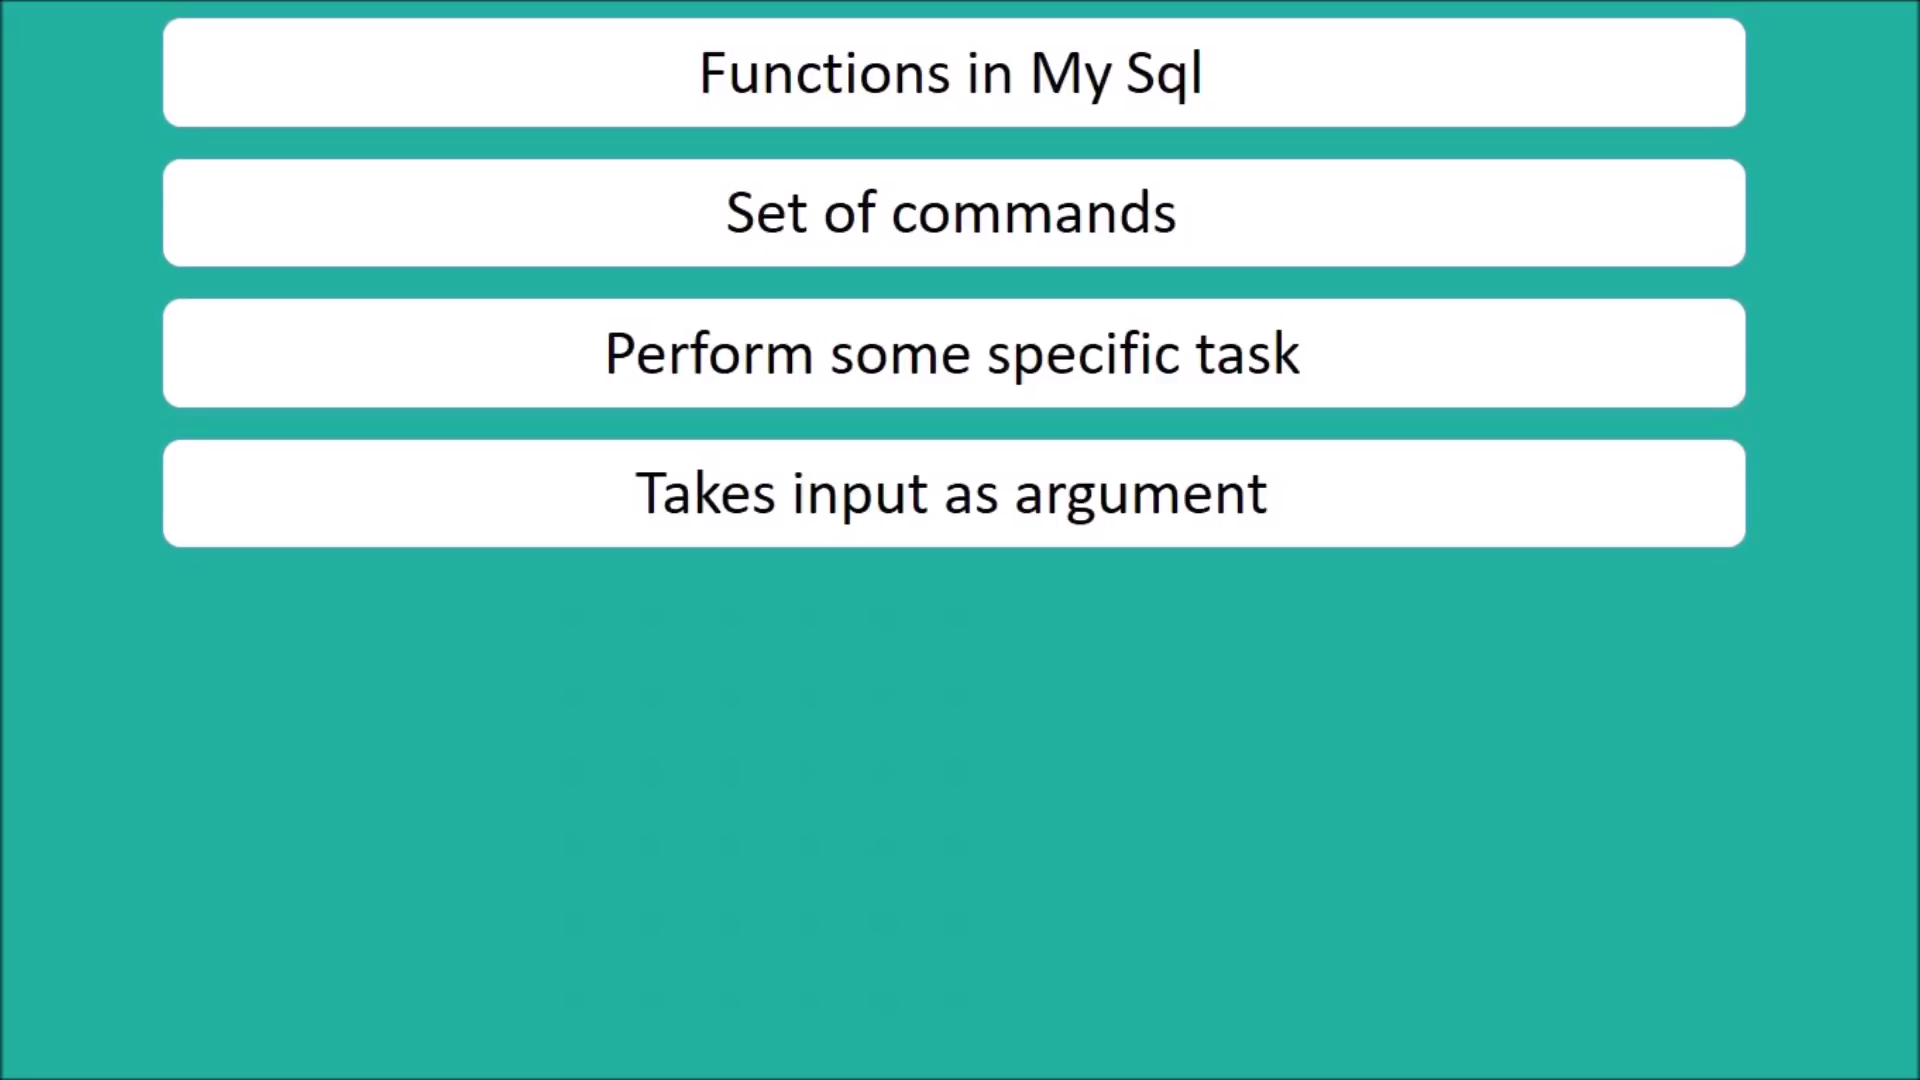 Functions in My Sql
Set of commands
Perform some specific task
Takes input as argument